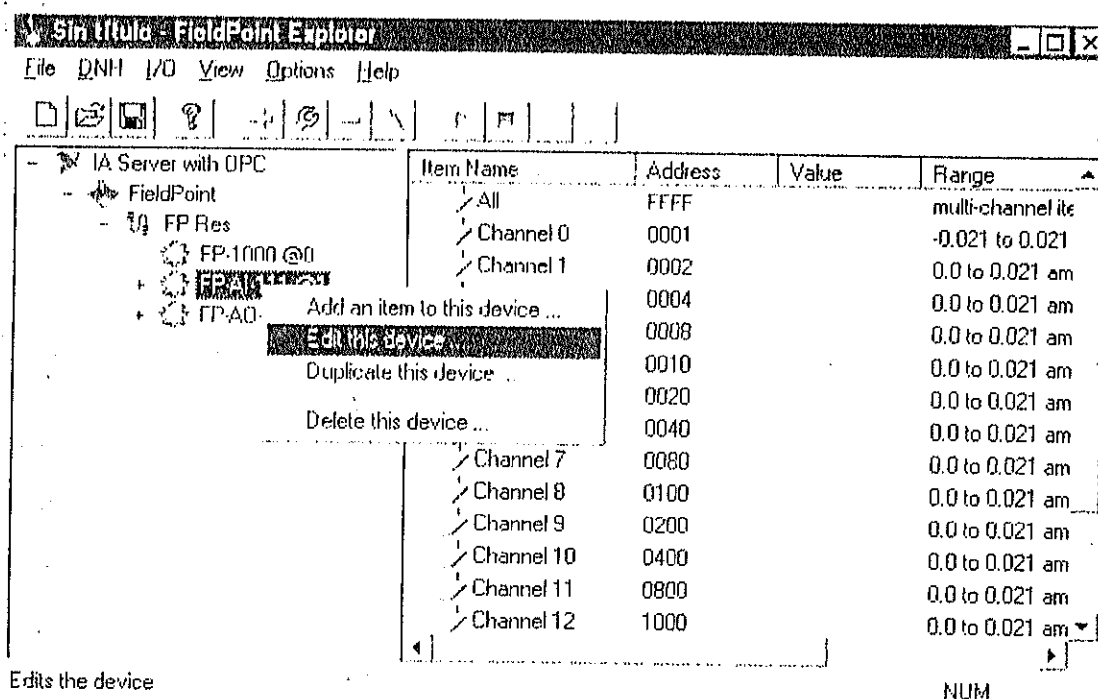 Sin título - FieldPoint Explorer
File DNH I/O View Options Help
IA Server with OPC
FieldPoint
FP Res
FP-1000 @0
FP-AI-
FP-AO-
Add an item to this device ...
Edit this device ...
Duplicate this device ...
Delete this device ...
Item Name Address Value Range
All FFFF multi-channel ite
Channel 0 0001 -0.021 to 0.021
Channel 1 0002 0.0 to 0.021 am
0004 0.0 to 0.021 am
0008 0.0 to 0.021 am
0010 0.0 to 0.021 am
0020 0.0 to 0.021 am
0040 0.0 to 0.021 am
Channel 7 0080 0.0 to 0.021 am
Channel 8 0100 0.0 to 0.021 am
Channel 9 0200 0.0 to 0.021 am
Channel 10 0400 0.0 to 0.021 am
Channel 11 0800 0.0 to 0.021 am
Channel 12 1000 0.0 to 0.021 am
Edits the device
NUM